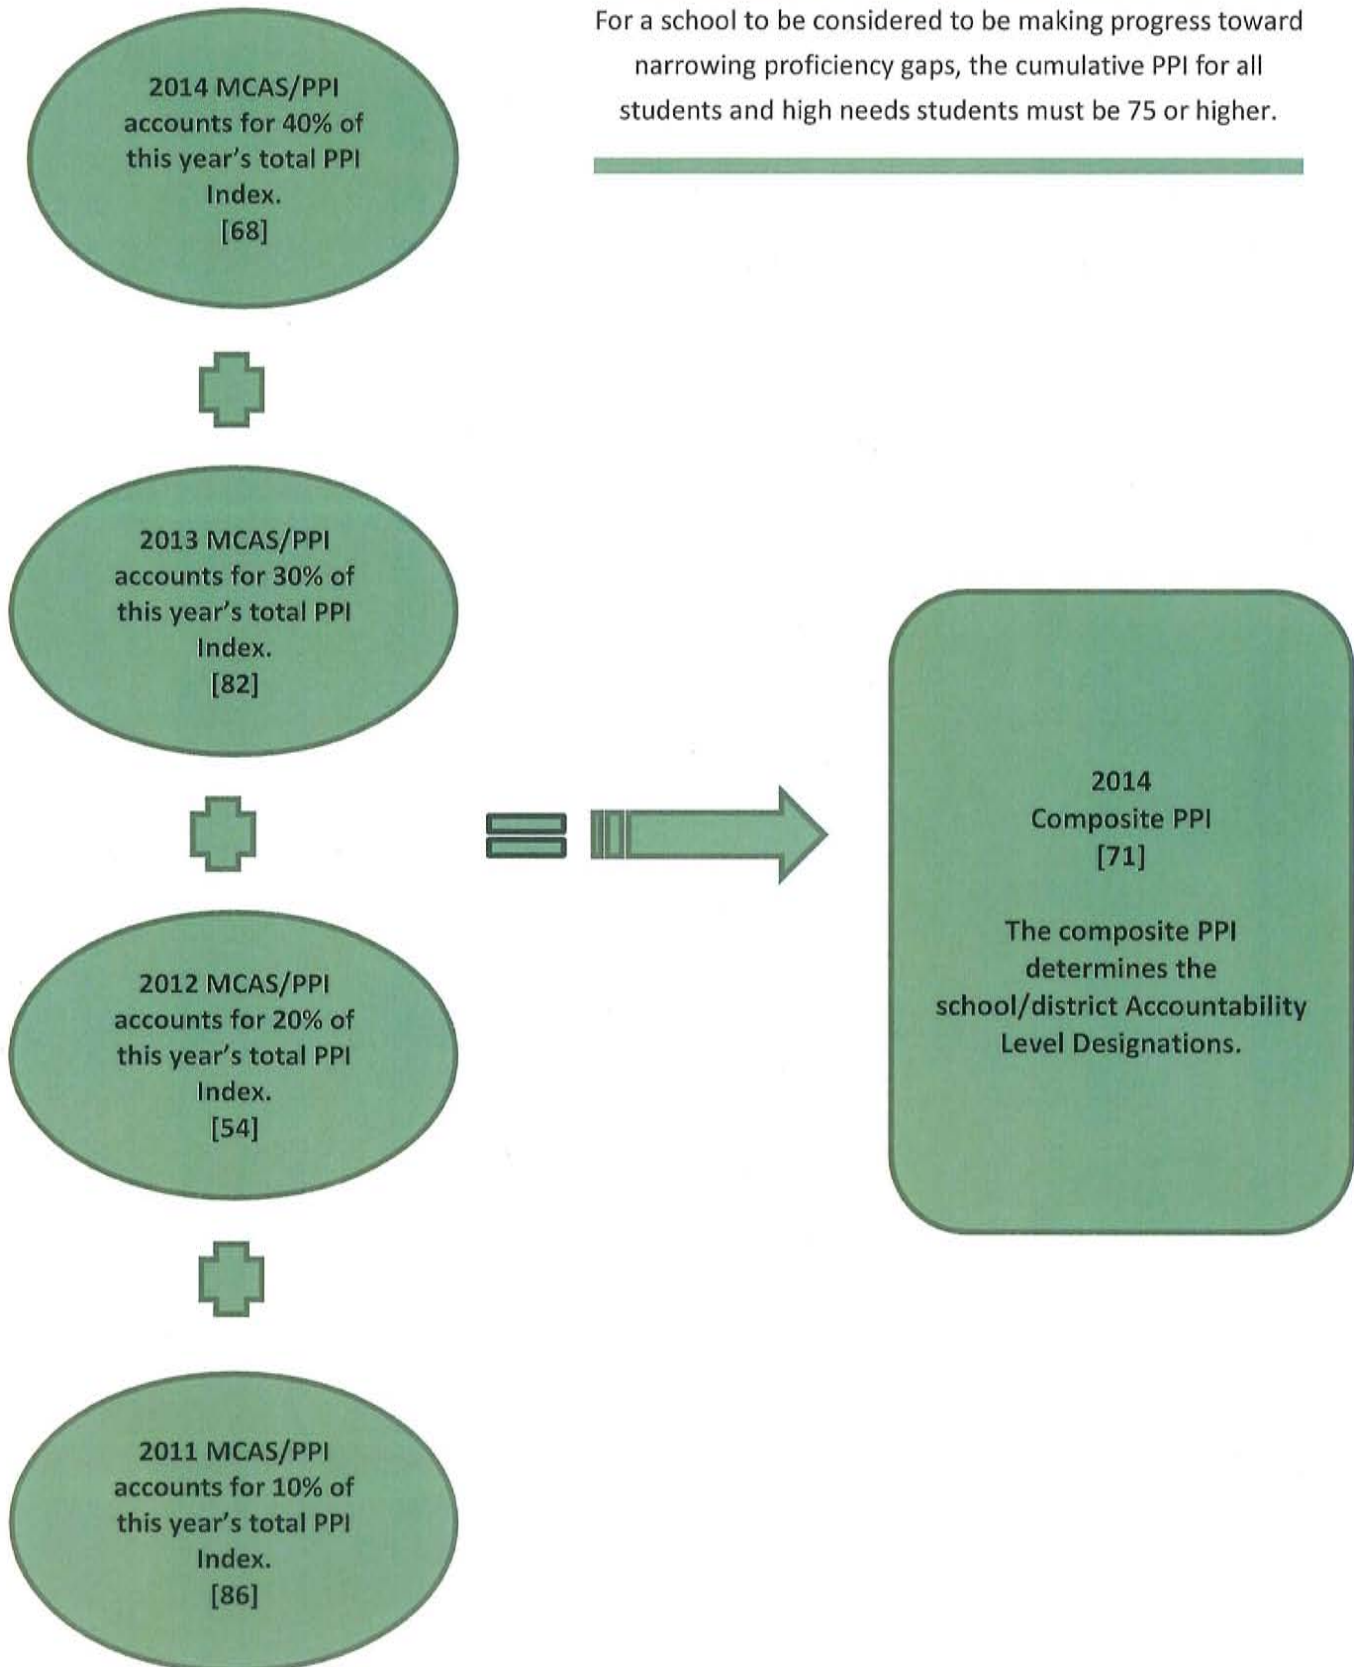 For a school to be considered to be making progress toward
narrowing proficiency gaps, the cumulative PPI for all
students and high needs students must be 75 or higher.
2014 MCAS/PPI
accounts for 40% of
this year's total PPI
Index.
[68]
2013 MCAS/PPI
accounts for 30% of
this year's total PPI
Index.
[82]
2012 MCAS/PPI
accounts for 20% of
this year's total PPI
Index.
[54]
2011 MCAS/PPI
accounts for 10% of
this year's total PPI
Index.
[86]
2014
Composite PPI
[71]
The composite PPI
determines the
school/district Accountability
Level Designations.